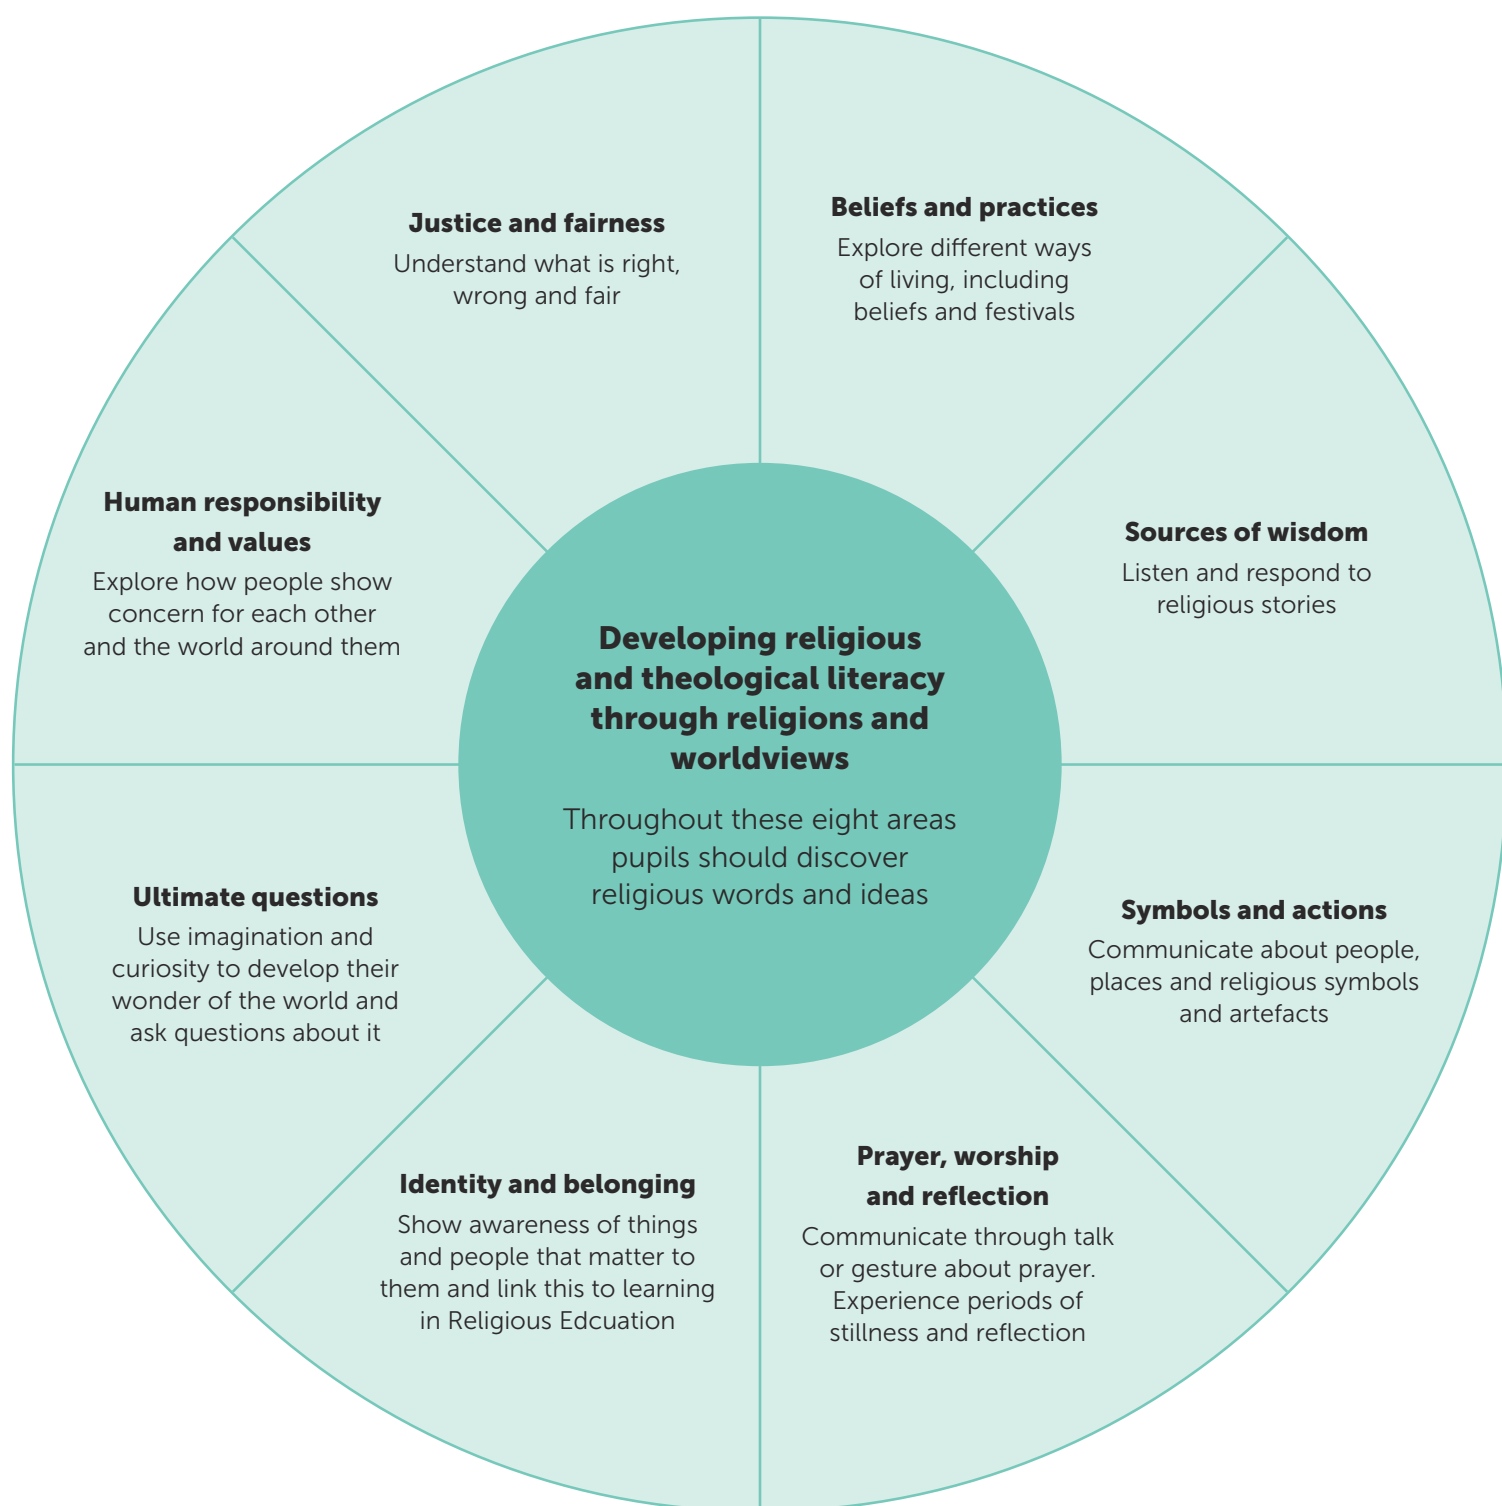 Justice and fairness
Understand what is right,
wrong and fair
Beliefs and practices
Explore different ways
of living, including
beliefs and festivals
Sources of wisdom
Listen and respond to
religious stories
Symbols and actions
Communicate about people,
places and religious symbols
and artefacts
Prayer, worship
and reflection
Communicate through talk
or gesture about prayer.
Experience periods of
stillness and reflection
Identity and belonging
Show awareness of things
and people that matter to
them and link this to learning
in Religious Edcuation
Ultimate questions
Use imagination and
curiosity to develop their
wonder of the world and
ask questions about it
Human responsibility
and values
Explore how people show
concern for each other
and the world around them
Developing religious
and theological literacy
through religions and
worldviews
Throughout these eight areas
pupils should discover
religious words and ideas